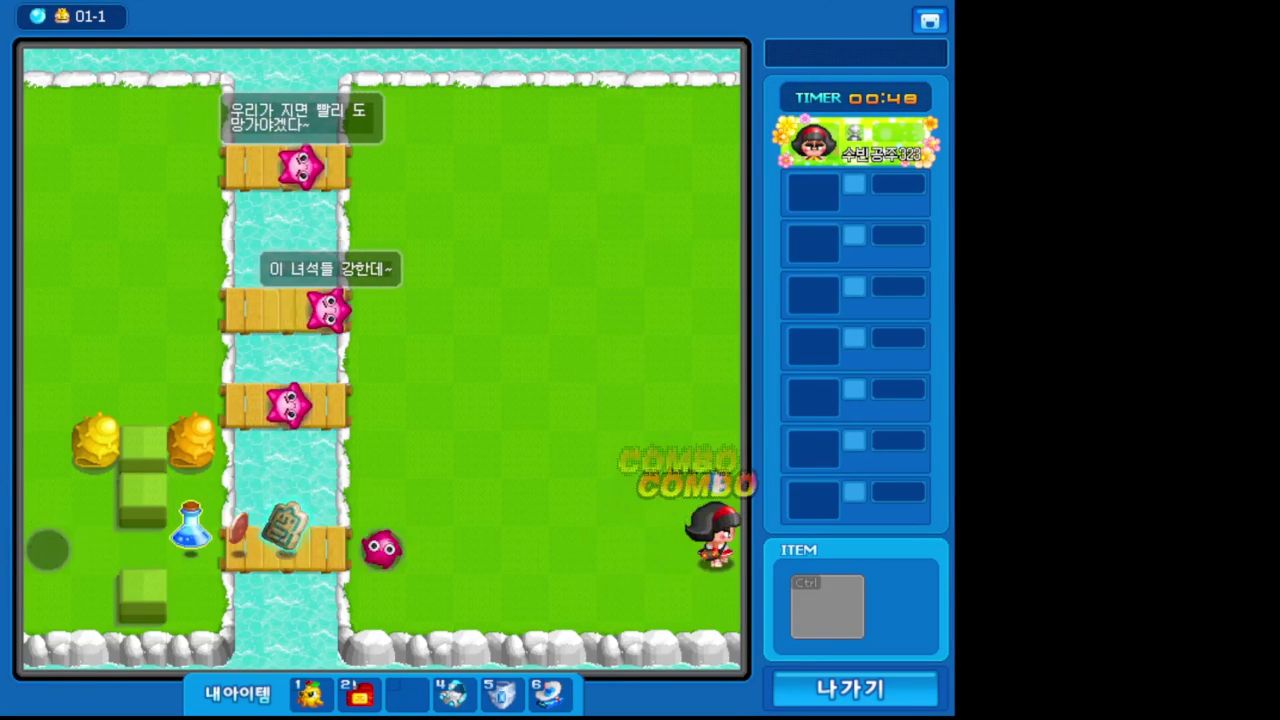 01-1
우리가 지면 빨리 도
망가야겠다~
TIMER 00:48
수빈공주923
이 녀석들 강한데~
COMBO
COMBO
ITEM
Ctrl
내아이템
1
2
4
5
6
나가기